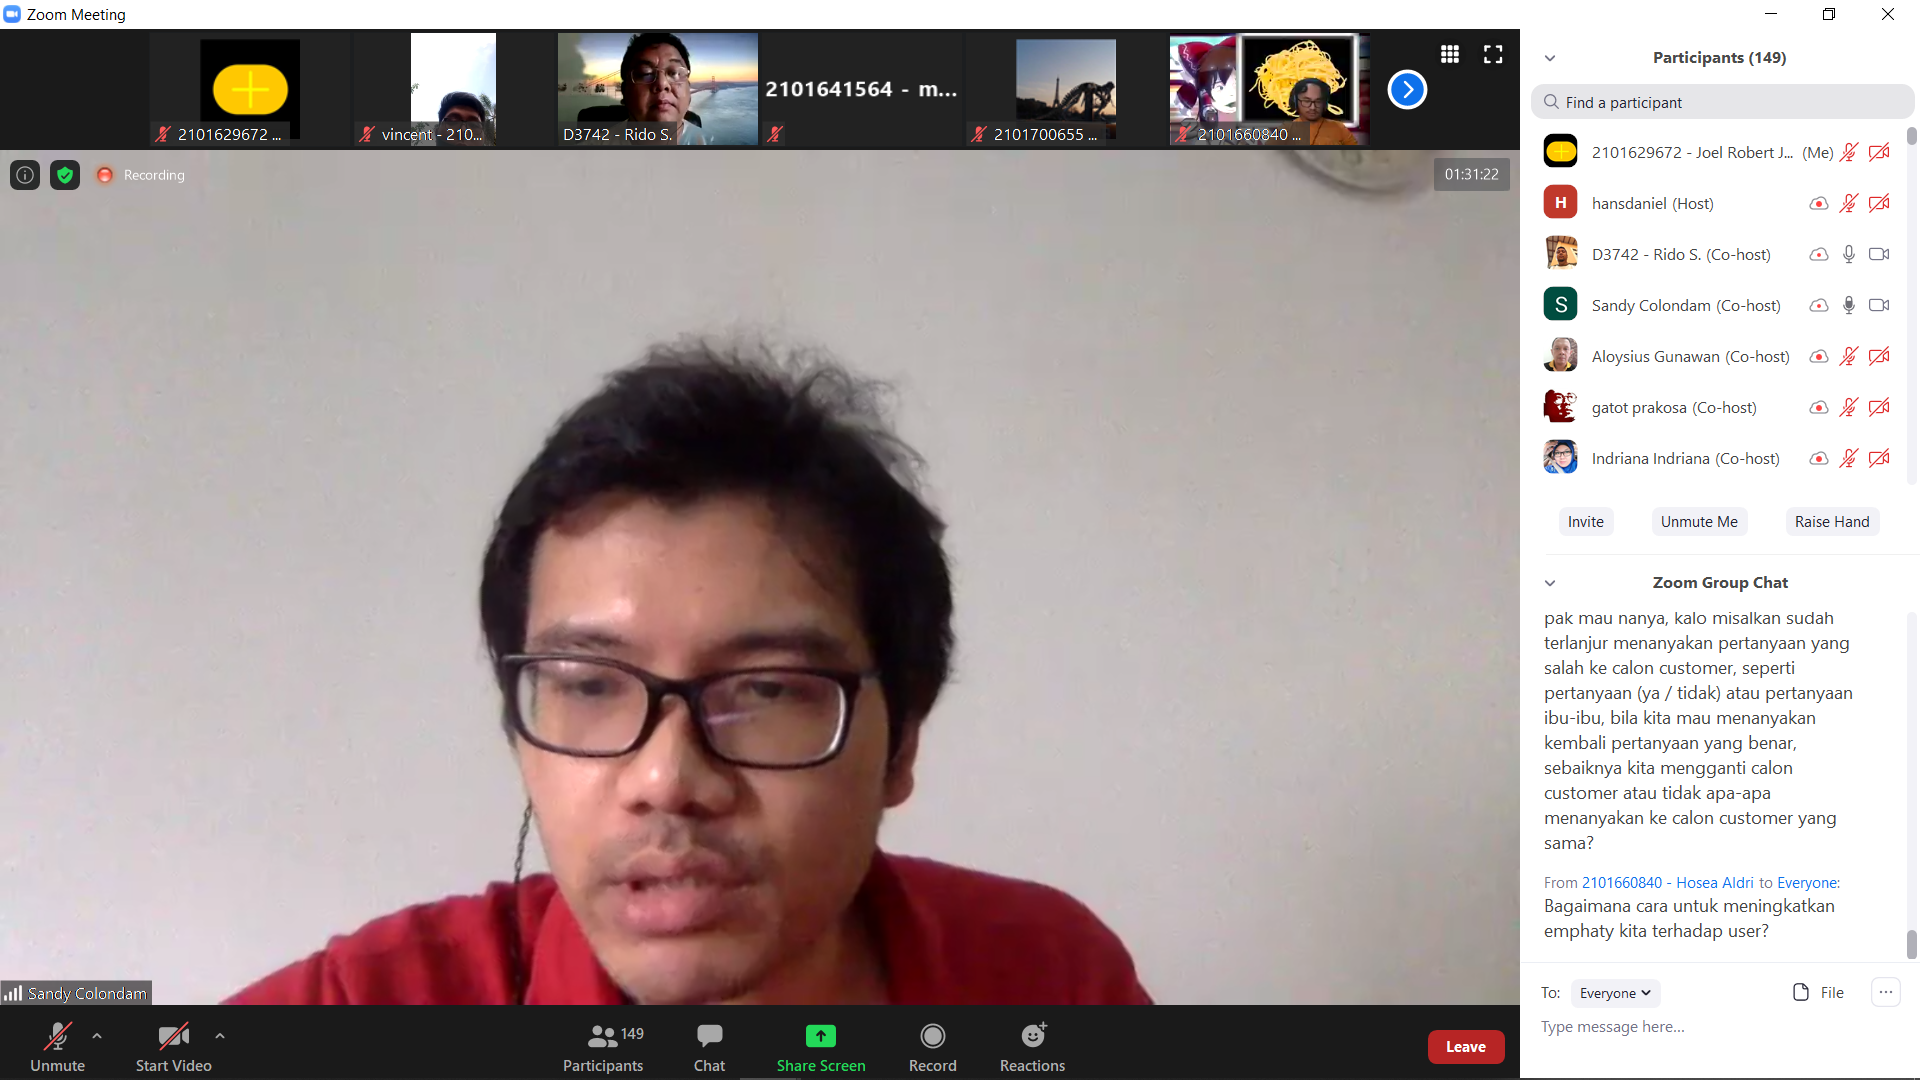 Zoom Meeting
2101629672 ...
vincent - 210...
D3742 - Rido S.
2101641564 - m...
2101700655 ...
2101660840 ...
Recording
01:31:22
Sandy Colondam
Unmute
Start Video
149
Participants
Chat
Share Screen
Record
Reactions
Leave
Participants (149)
Find a participant
2101629672 - Joel Robert J... (Me)
H
hansdaniel (Host)
D3742 - Rido S. (Co-host)
S
Sandy Colondam (Co-host)
Aloysius Gunawan (Co-host)
gatot prakosa (Co-host)
Indriana Indriana (Co-host)
Invite
Unmute Me
Raise Hand
Zoom Group Chat
pak mau nanya, kalo misalkan sudah
terlanjur menanyakan pertanyaan yang
salah ke calon customer, seperti
pertanyaan (ya / tidak) atau pertanyaan
ibu-ibu, bila kita mau menanyakan
kembali pertanyaan yang benar,
sebaiknya kita mengganti calon
customer atau tidak apa-apa
menanyakan ke calon customer yang
sama?
From 2101660840 - Hosea Aldri to Everyone:
Bagaimana cara untuk meningkatkan
emphaty kita terhadap user?
To: Everyone
File
Type message here...